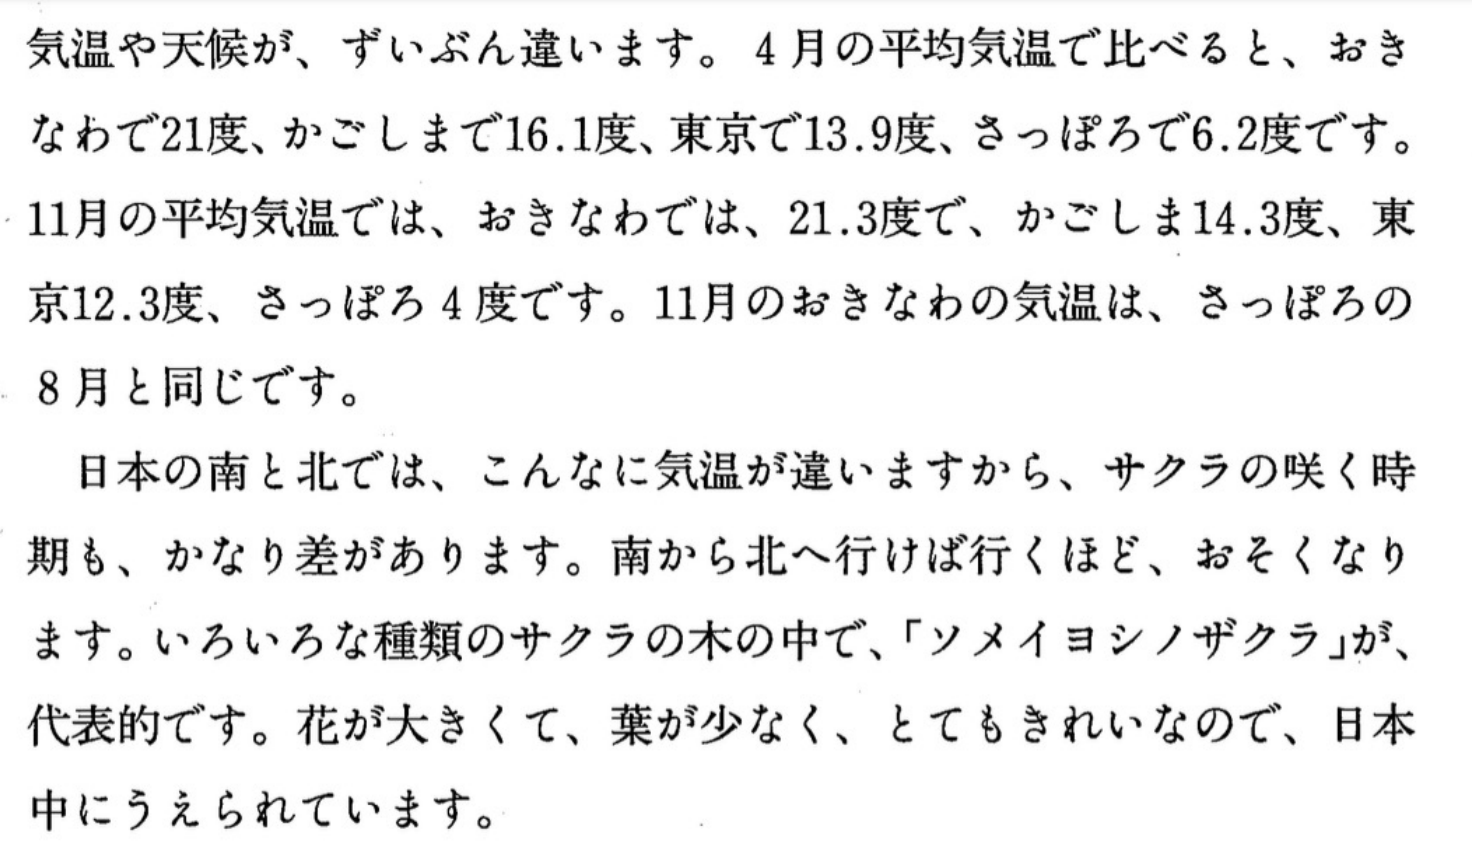 気温や天候が、ずいぶん違います。4月の平均気温で比べると、おき
なわで21度、かごしまで16.1度、東京で13.9度、さっぽろで6.2度です。
11月の平均気温では、おきなわでは、21.3度で、かごしま14.3度、東
京12.3度、さっぽろ4度です。11月のおきなわの気温は、さっぽろの
8月と同じです。
日本の南と北では、こんなに気温が違いますから、サクラの咲く時
期も、かなり差があります。南から北へ行けば行くほど、おそくなり
ます。いろいろな種類のサクラの木の中で、「ソメイヨシノザクラ」が、
代表的です。花が大きくて、葉が少なく、とてもきれいなので、日本
中にうえられています。